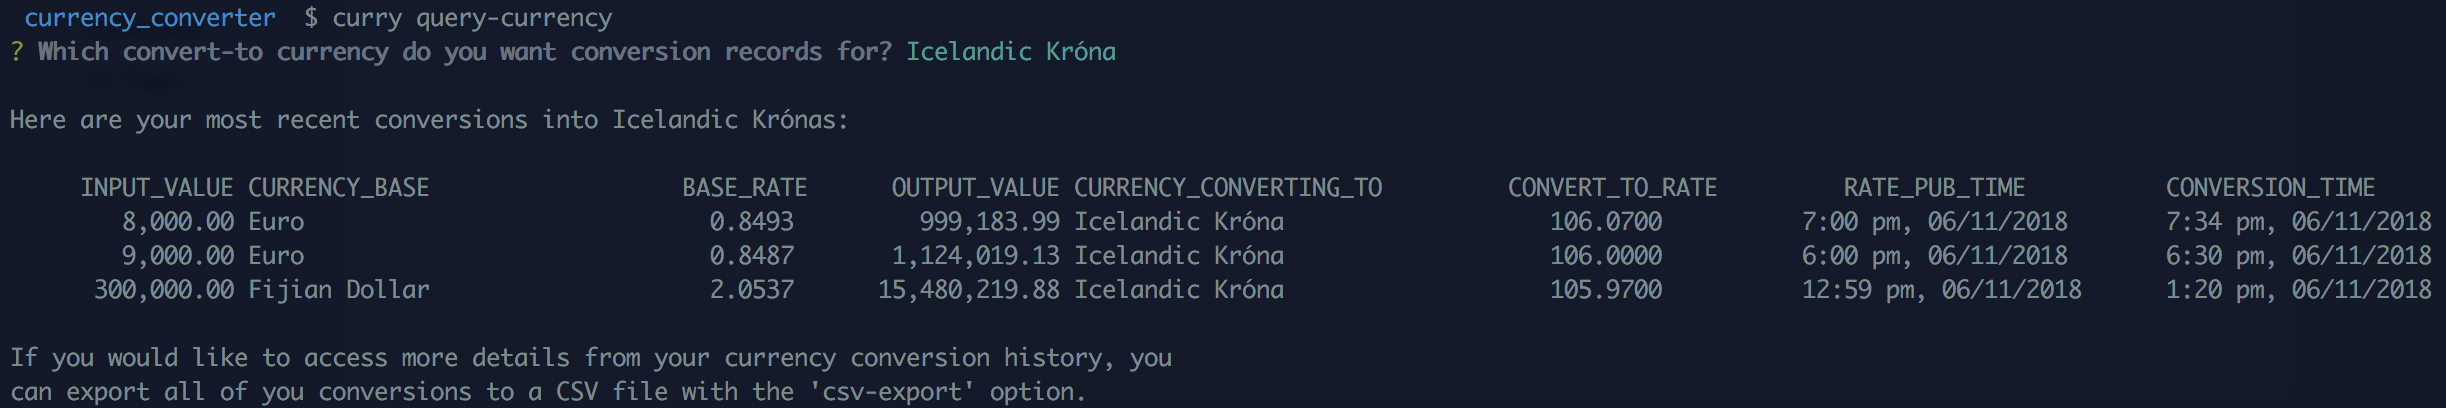 currency_converter $ curry query-currency
? Which convert-to currency do you want conversion records for? Icelandic Króna
Here are your most recent conversions into Icelandic Krónas:
INPUT_VALUE CURRENCY_BASE BASE_RATE OUTPUT_VALUE CURRENCY_CONVERTING_TO CONVERT_TO_RATE RATE_PUB_TIME CONVERSION_TIME
8,000.00 Euro 0.8493 999,183.99 Icelandic Króna 106.0700 7:00 pm, 06/11/2018 7:34 pm, 06/11/2018
9,000.00 Euro 0.8487 1,124,019.13 Icelandic Króna 106.0000 6:00 pm, 06/11/2018 6:30 pm, 06/11/2018
300,000.00 Fijian Dollar 2.0537 15,480,219.88 Icelandic Króna 105.9700 12:59 pm, 06/11/2018 1:20 pm, 06/11/2018
If you would like to access more details from your currency conversion history, you
can export all of you conversions to a CSV file with the 'csv-export' option.